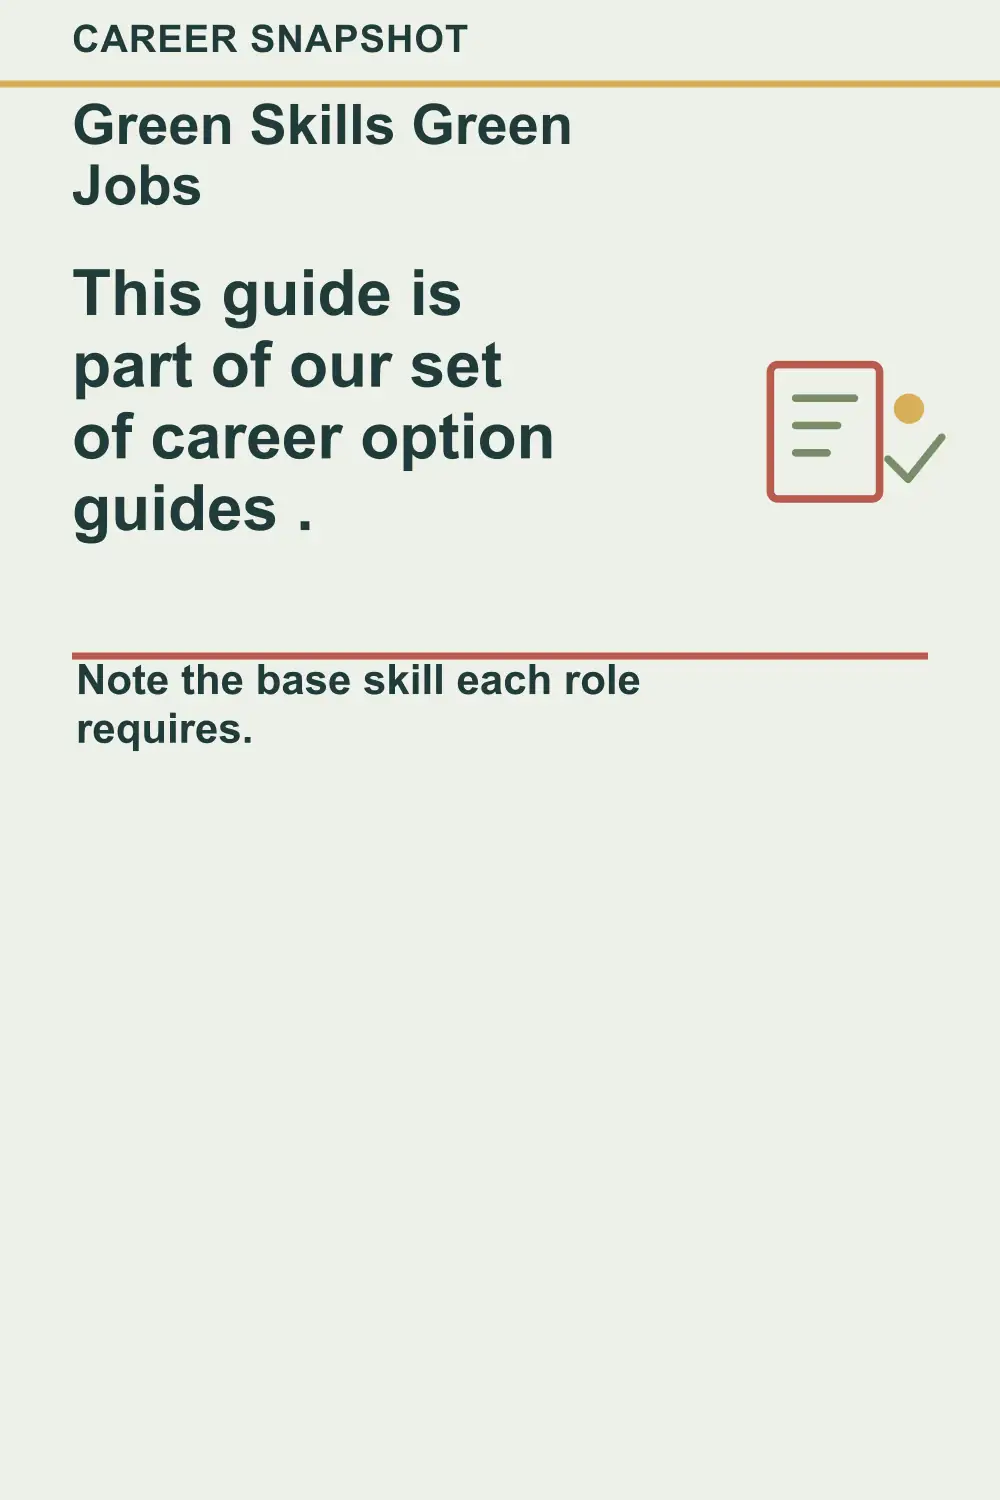 CAREER SNAPSHOT
Green Skills Green
Jobs
This guide is
part of our set
of career option
guides .
Note the base skill each role
requires.